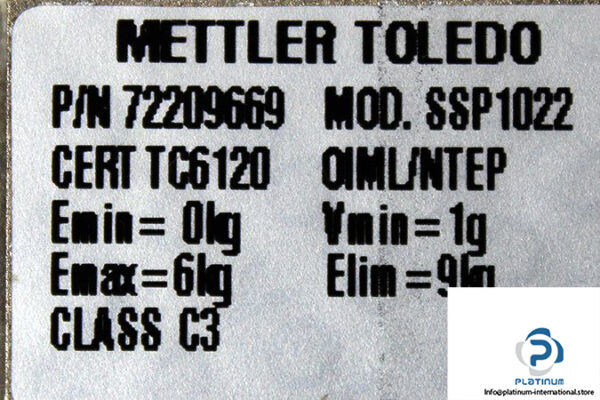 METTLER TOLEDO
P/N 72209669 MOD. SSP1022
CERT TC6120 OIML/NTEP
Emin= 0kg Vmin= 1g
Emax=6kg Elim= 9kg
CLASS C3
PLATINUM
Info@platinum-international.store